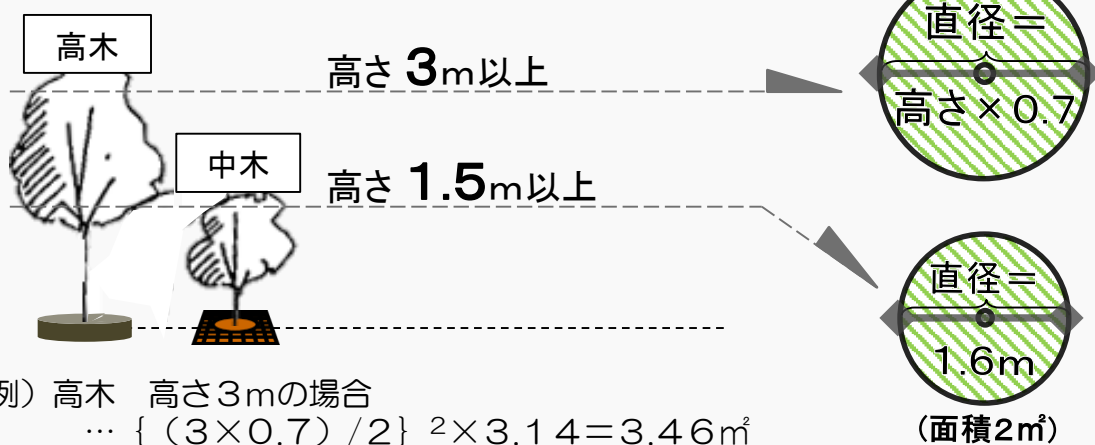 高木
高さ 3m以上
直径=
高さ×0.7
中木
高さ 1.5m以上
直径=
1.6m
(面積2㎡)
例）高木　高さ3mの場合
… {（3×0.7）/2} ²×3.14＝3.46㎡